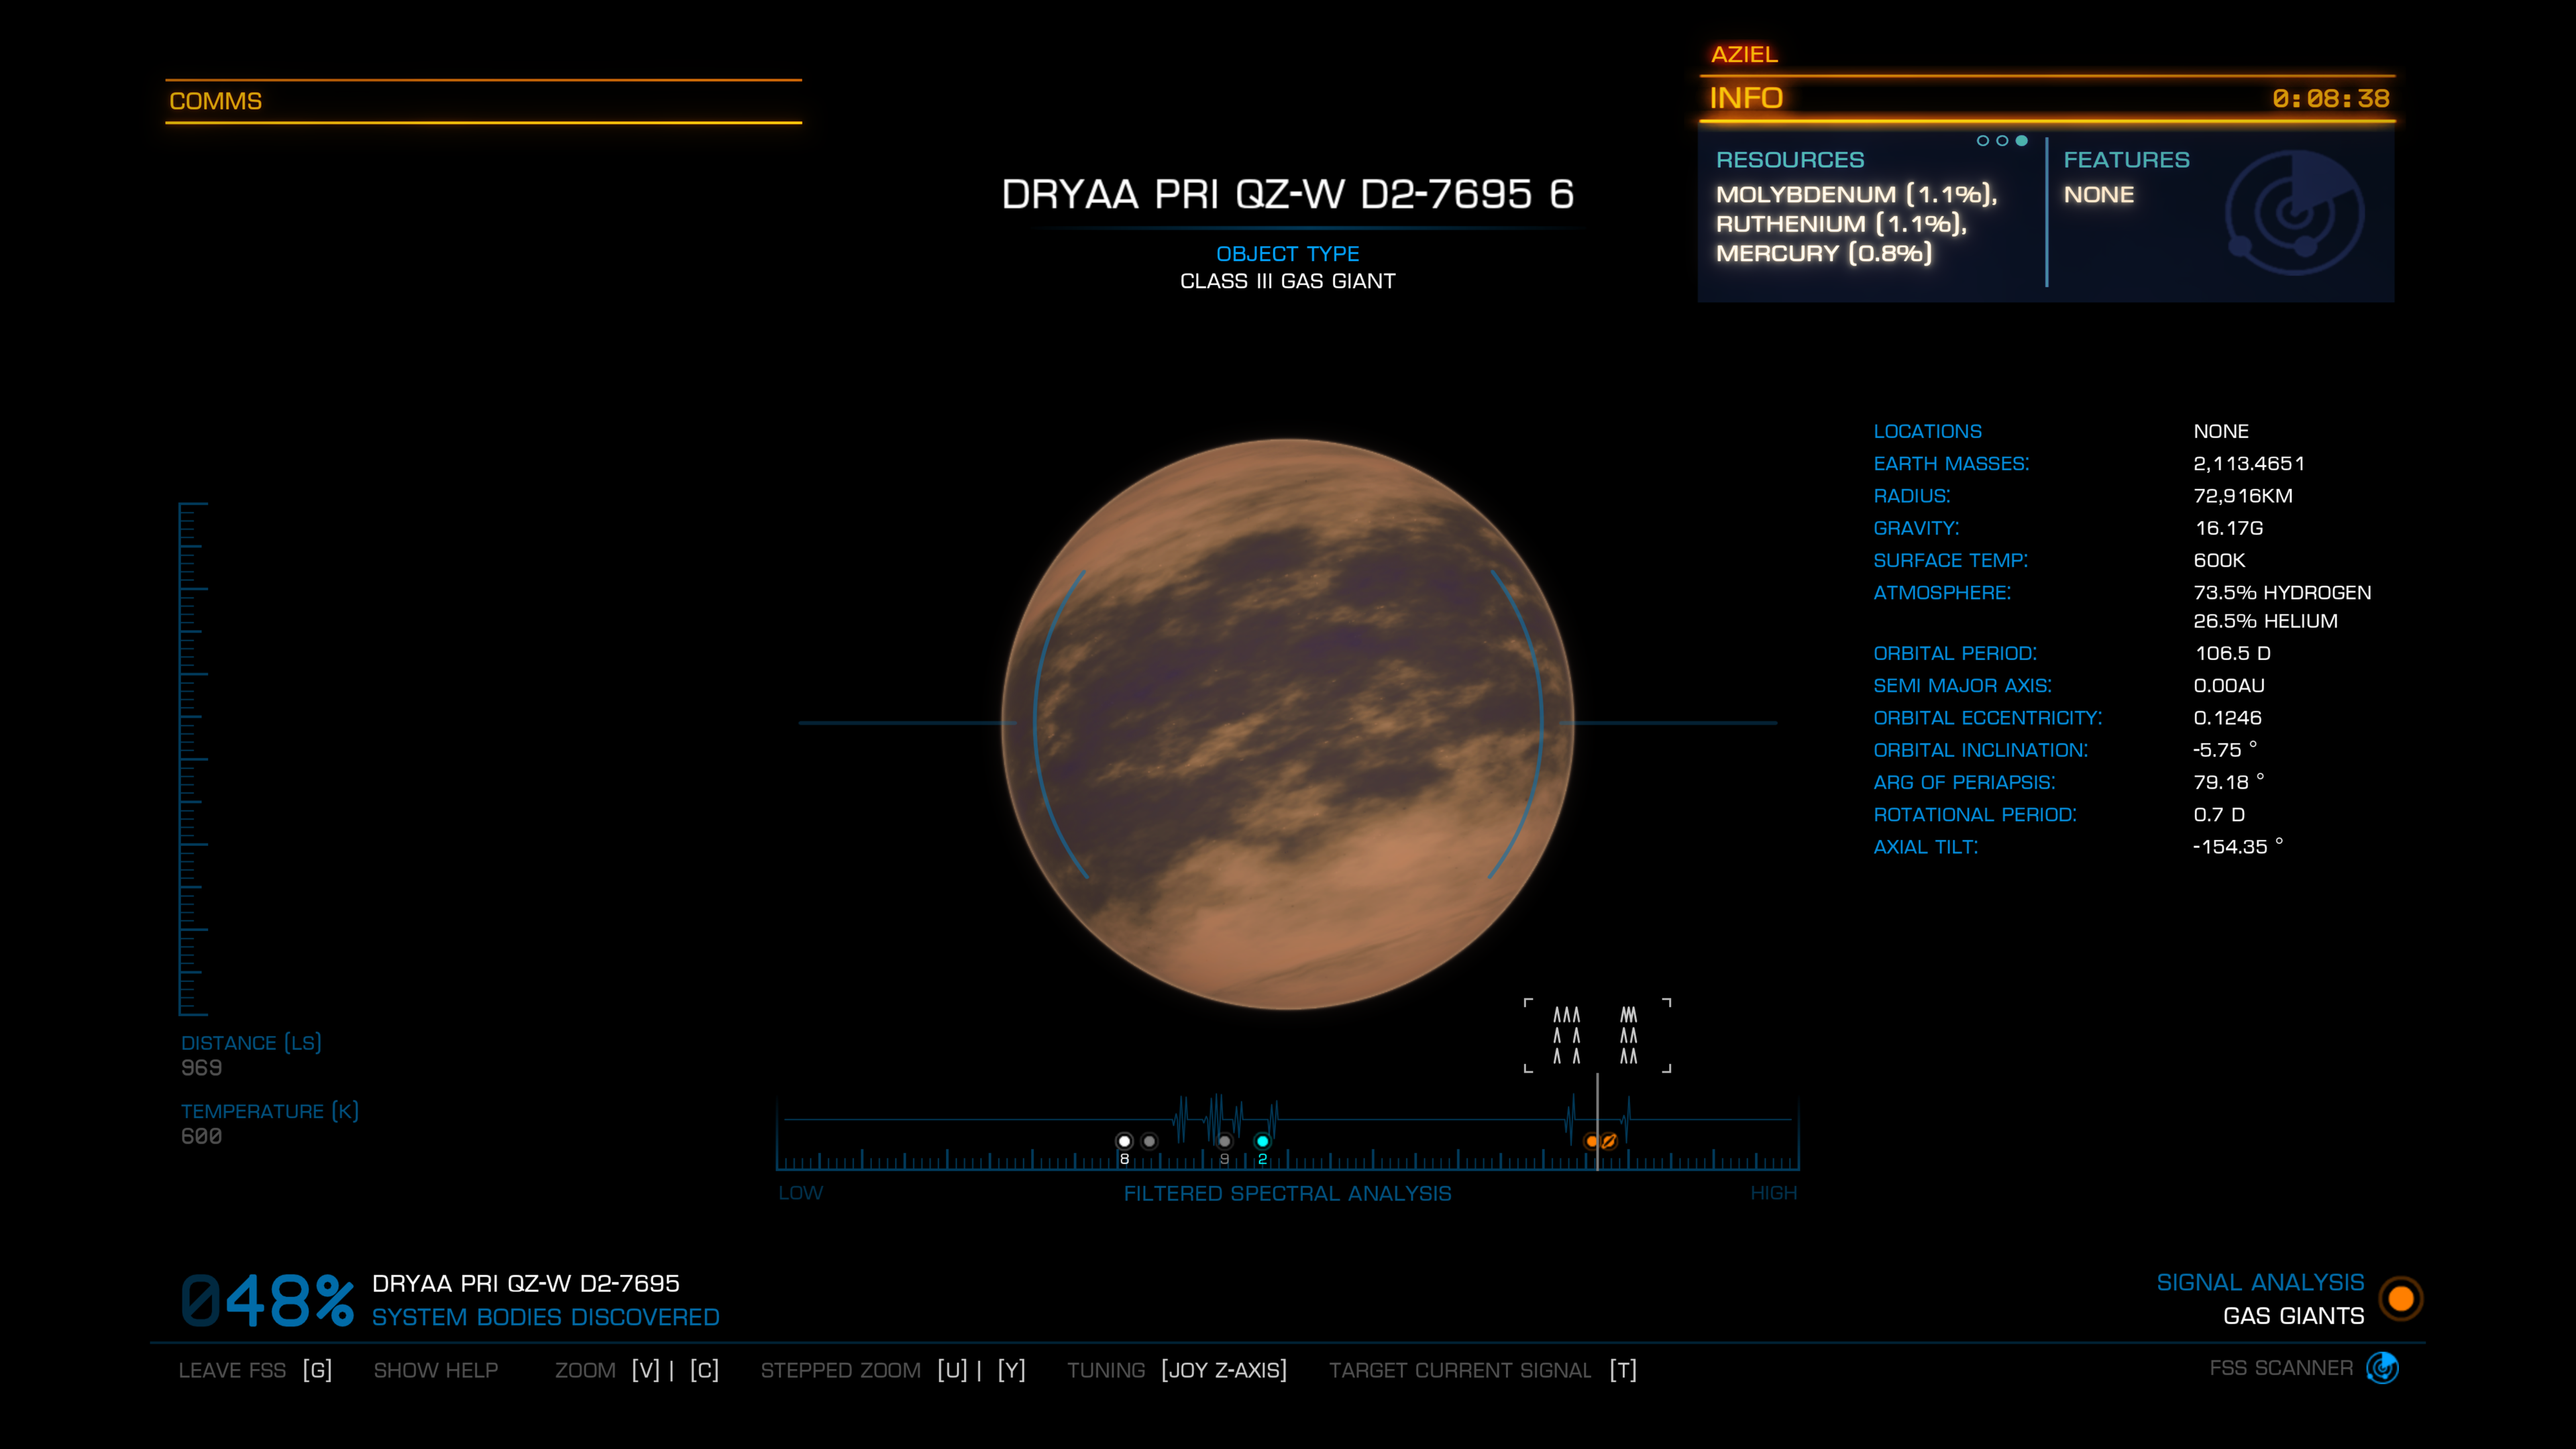 AZIEL
COMMS
INFO 0:08:38
RESOURCES
MOLYBDENUM (1.1%),
RUTHENIUM (1.1%),
MERCURY (0.8%)
FEATURES
NONE
DRYAA PRI QZ-W D2-7695 6
OBJECT TYPE
CLASS III GAS GIANT
LOCATIONS NONE
EARTH MASSES: 2,113.4651
RADIUS: 72,916KM
GRAVITY: 16.17G
SURFACE TEMP: 600K
ATMOSPHERE: 73.5% HYDROGEN
26.5% HELIUM
ORBITAL PERIOD: 106.5 D
SEMI MAJOR AXIS: 0.00AU
ORBITAL ECCENTRICITY: 0.1246
ORBITAL INCLINATION: -5.75 °
ARG OF PERIAPSIS: 79.18 °
ROTATIONAL PERIOD: 0.7 D
AXIAL TILT: -154.35 °
DISTANCE (LS)
969
TEMPERATURE (K)
600
8 9 2
LOW FILTERED SPECTRAL ANALYSIS HIGH
048% DRYAA PRI QZ-W D2-7695
SYSTEM BODIES DISCOVERED
SIGNAL ANALYSIS
GAS GIANTS
LEAVE FSS [G] SHOW HELP ZOOM [V] | [C] STEPPED ZOOM [U] | [Y] TUNING [JOY Z-AXIS] TARGET CURRENT SIGNAL [T]
FSS SCANNER